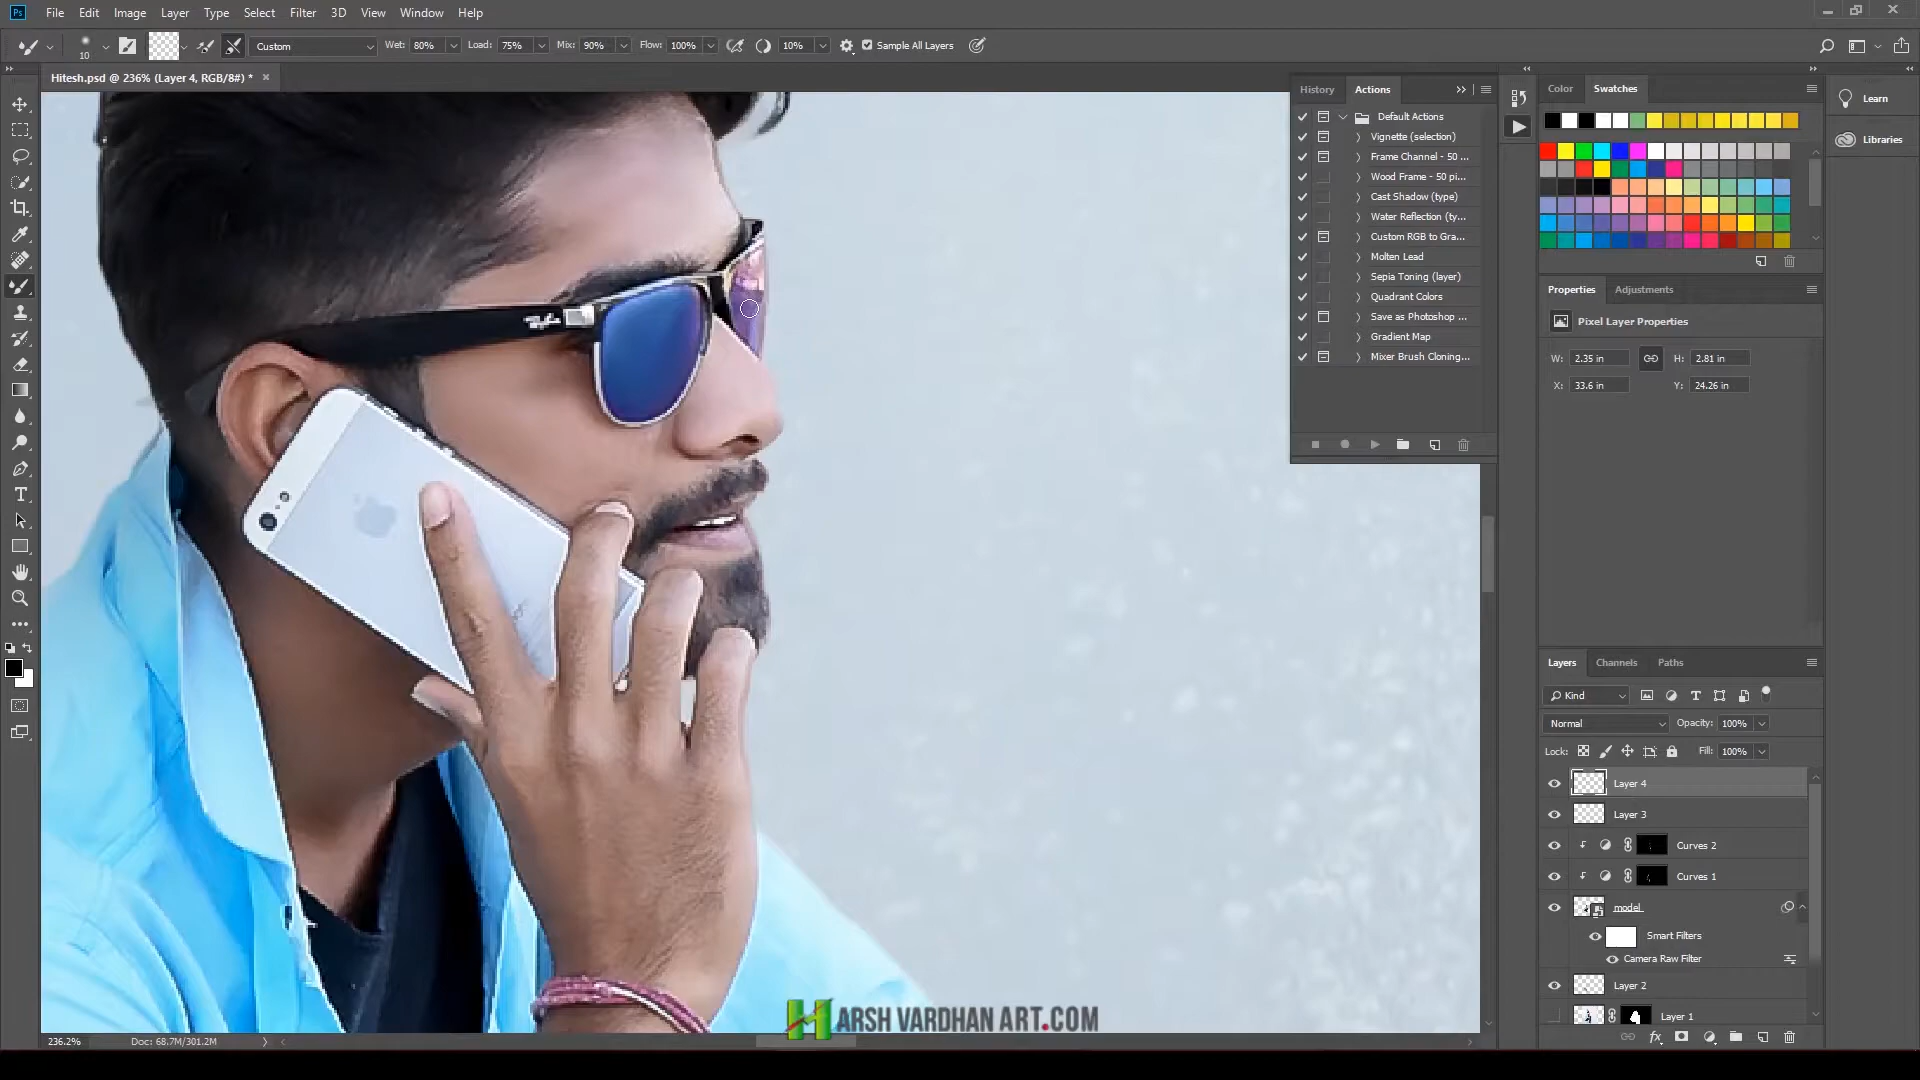 Ps File Edit Image Layer Type Select Filter 3D View Window Help
10 Custom Wet: 80% Load: 75% Mix: 90% Flow: 100% 10% Sample All Layers
Hitesh.psd @ 236% (Layer 4, RGB/8#) * ×
History Actions
Default Actions
Vignette (selection)
Frame Channel - 50 ...
Wood Frame - 50 pi...
Cast Shadow (type)
Water Reflection (ty...
Custom RGB to Gra...
Molten Lead
Sepia Toning (layer)
Quadrant Colors
Save as Photoshop ...
Gradient Map
Mixer Brush Cloning...
Color Swatches
Learn
Libraries
Properties Adjustments
Pixel Layer Properties
W: 2.35 in H: 2.81 in
X: 33.6 in Y: 24.26 in
Layers Channels Paths
Kind
Normal Opacity: 100%
Lock: Fill: 100%
Layer 4
Layer 3
Curves 2
Curves 1
model
Smart Filters
Camera Raw Filter
Layer 2
Layer 1
HARSH VARDHAN ART.COM
236.2% Doc: 68.7M/301.2M